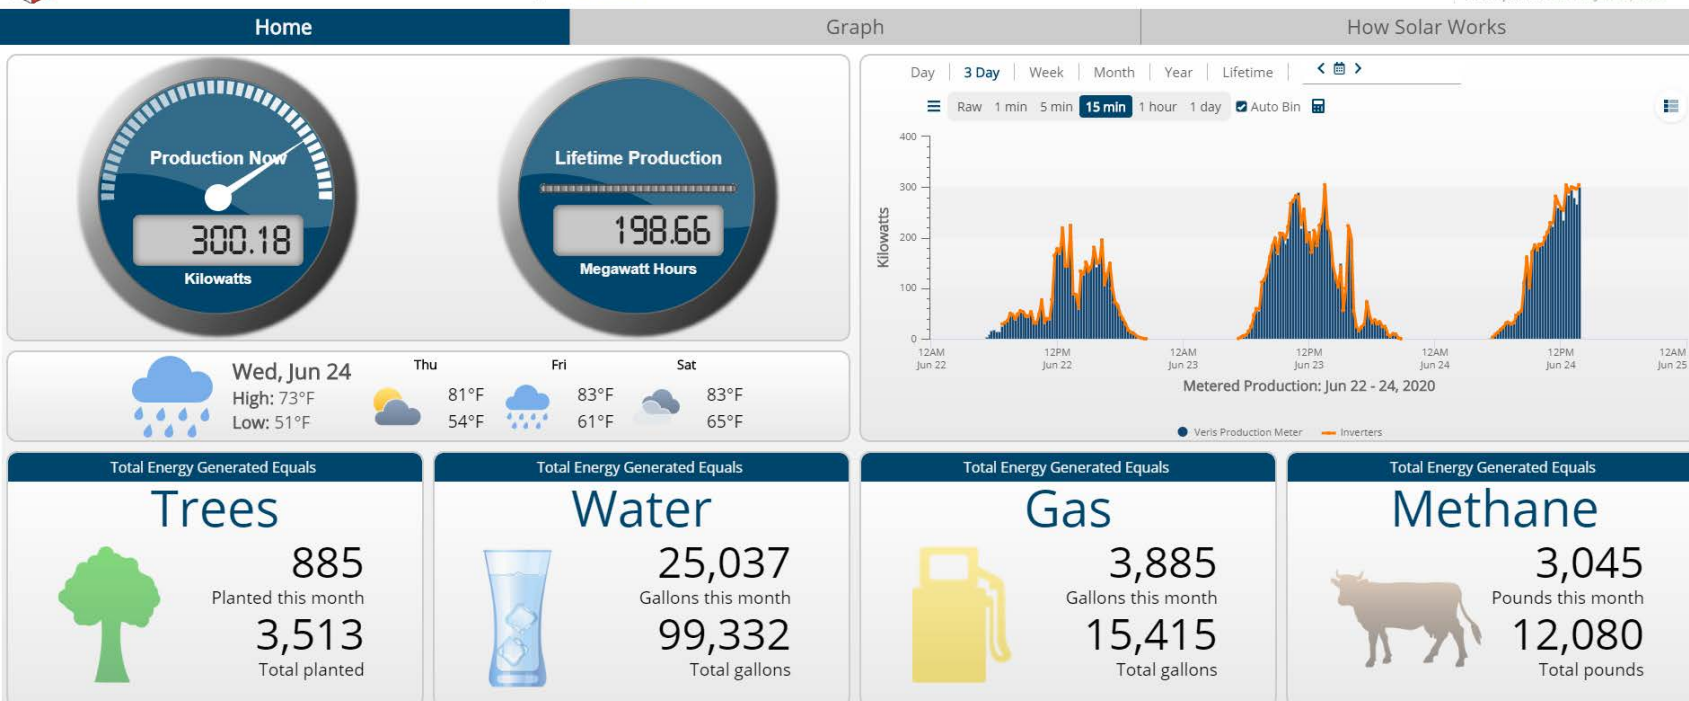 Home
Graph
How Solar Works
Production Now
300.18
Kilowatts
Lifetime Production
198.66
Megawatt Hours
Day 3 Day Week Month Year Lifetime
Raw 1 min 5 min 15 min 1 hour 1 day Auto Bin
400
300
200
100
0
Kilowatts
12AM 12PM 12AM 12PM 12AM 12PM 12AM
Jun 22 Jun 22 Jun 23 Jun 23 Jun 24 Jun 24 Jun 25
Metered Production: Jun 22 - 24, 2020
Veris Production Meter Inverters
Wed, Jun 24
High: 73°F
Low: 51°F
Thu
81°F
54°F
Fri
83°F
61°F
Sat
83°F
65°F
Total Energy Generated Equals
Trees
885
Planted this month
3,513
Total planted
Total Energy Generated Equals
Water
25,037
Gallons this month
99,332
Total gallons
Total Energy Generated Equals
Gas
3,885
Gallons this month
15,415
Total gallons
Total Energy Generated Equals
Methane
3,045
Pounds this month
12,080
Total pounds